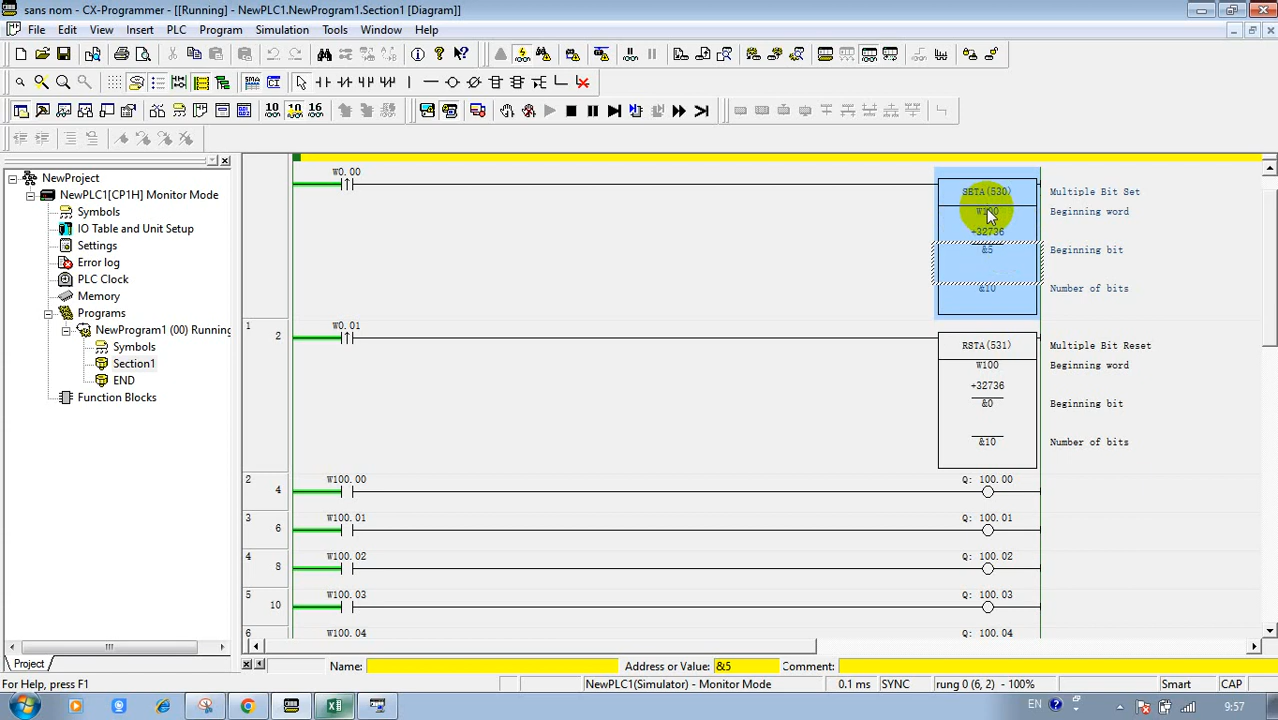 sans nom - CX-Programmer - [[Running] - NewPLC1.NewProgram1.Section1 [Diagram]]
File Edit View Insert PLC Program Simulation Tools Window Help
10 10 16
NewProject
NewPLC1[CP1H] Monitor Mode
Symbols
IO Table and Unit Setup
Settings
Error log
PLC Clock
Memory
Programs
NewProgram1 (00) Running
Symbols
Section1
END
Function Blocks
Project
W0.00
SETA(530) Multiple Bit Set
W100 Beginning word
-32736
&5 Beginning bit
&10 Number of bits
1
2
W0.01
RSTA(531) Multiple Bit Reset
W100 Beginning word
+32736
&0 Beginning bit
&10 Number of bits
2 W100.00 Q: 100.00
4
3 W100.01 Q: 100.01
6
4 W100.02 Q: 100.02
8
5 W100.03 Q: 100.03
10
6 W100.04 Q: 100.04
Name: Address or Value: &5 Comment:
For Help, press F1 NewPLC1(Simulator) - Monitor Mode 0.1 ms SYNC rung 0 (6, 2) - 100% Smart CAP
EN 9:57